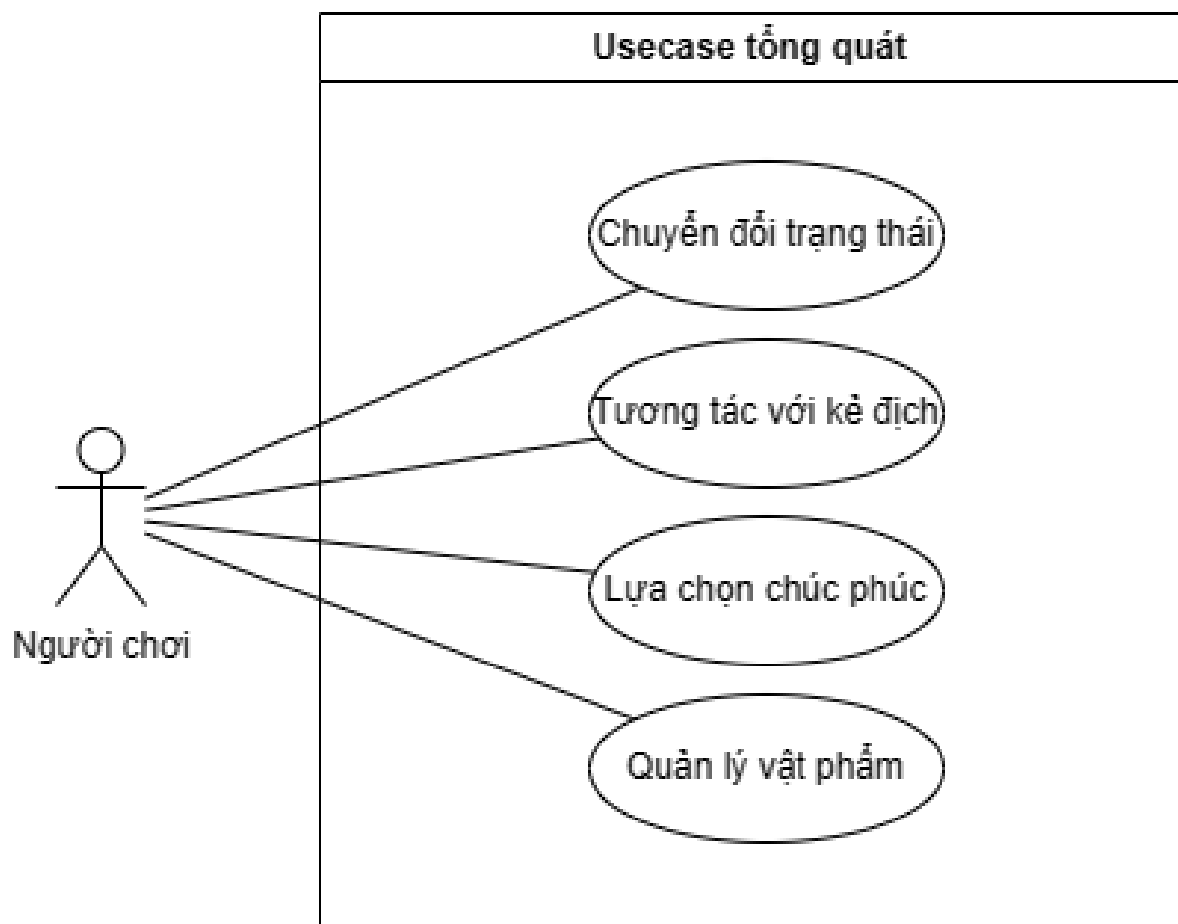 Usecase tổng quát
Chuyển đổi trạng thái
Tương tác với kẻ địch
Lựa chọn chúc phúc
Người chơi
Quản lý vật phẩm